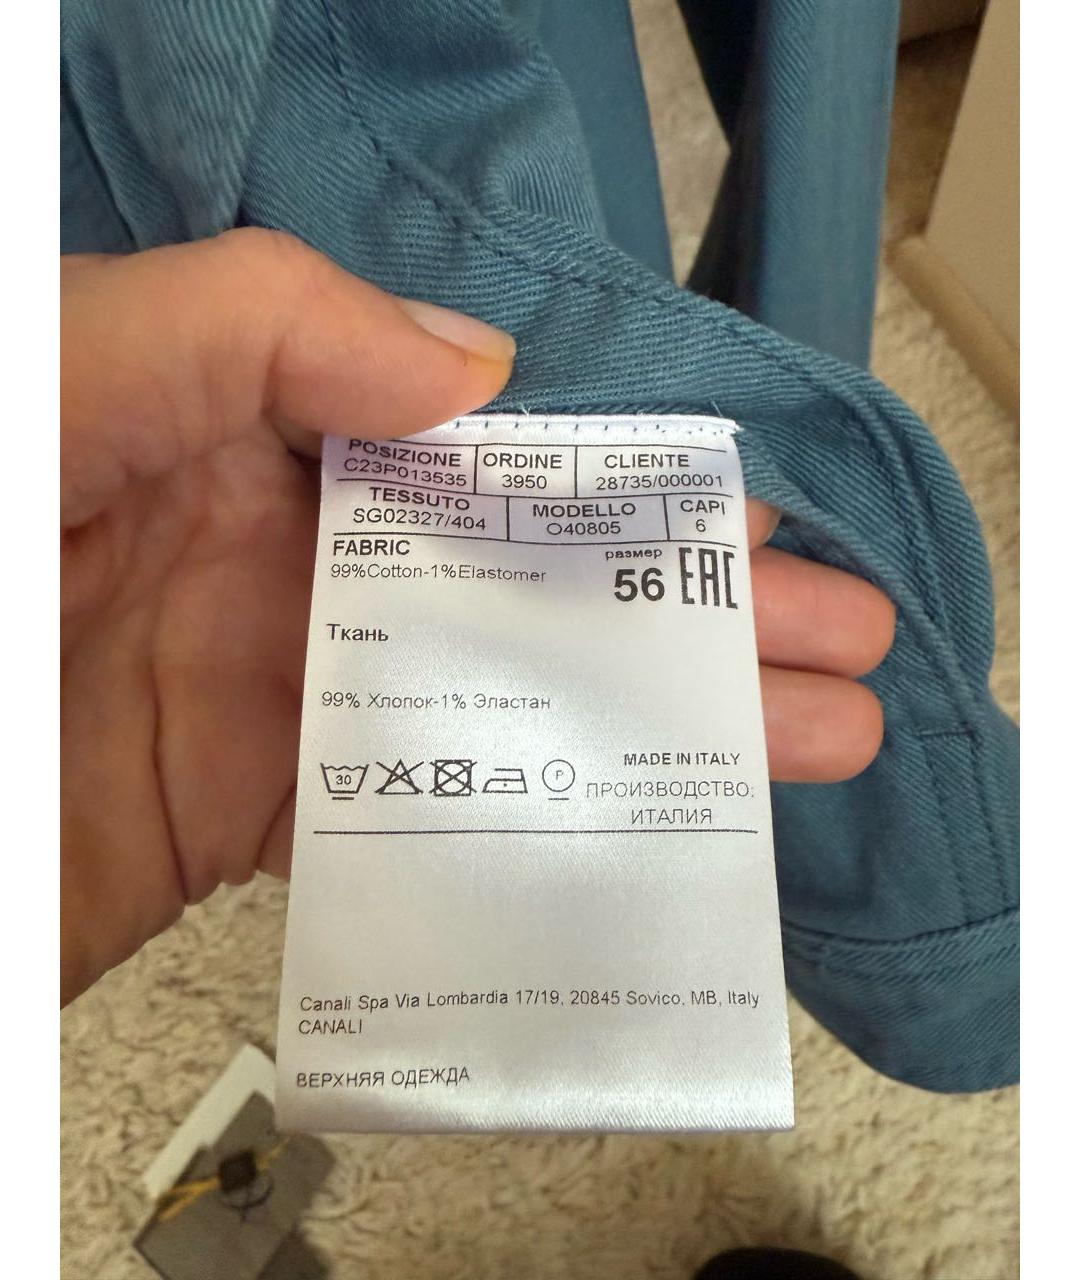 POSIZIONE ORDINE CLIENTE
C23P013535 3950 28735/000001
TESSUTO MODELLO CAPI
SG02327/404 O40805 6
FABRIC размер
99%Cotton-1%Elastomer 56 EAC
Ткань
99% Хлопок-1% Эластан
30 P MADE IN ITALY
ПРОИЗВОДСТВО:
ИТАЛИЯ
Canali Spa Via Lombardia 17/19, 20845 Sovico, MB, Italy
CANALI
ВЕРХНЯЯ ОДЕЖДА